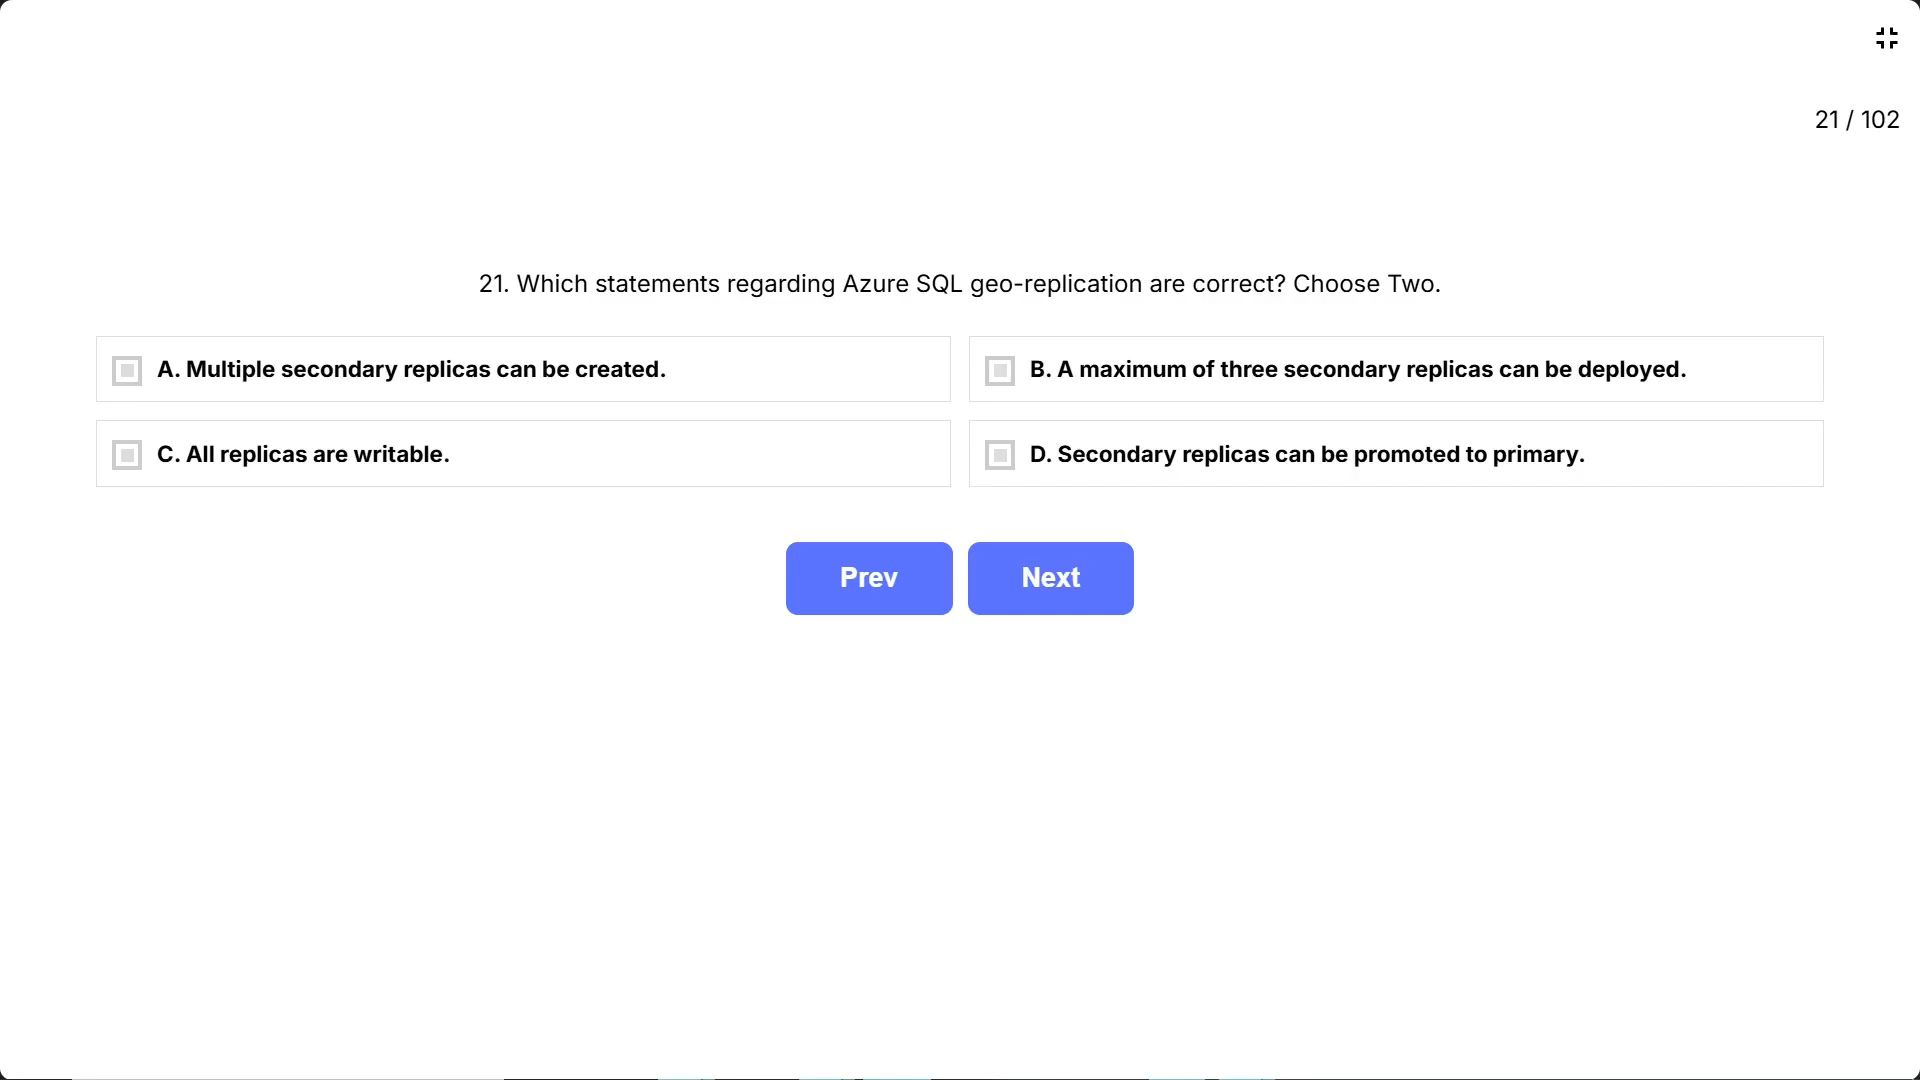 21 / 102
21. Which statements regarding Azure SQL geo-replication are correct? Choose Two.
A. Multiple secondary replicas can be created.
B. A maximum of three secondary replicas can be deployed.
C. All replicas are writable.
D. Secondary replicas can be promoted to primary.
Prev
Next